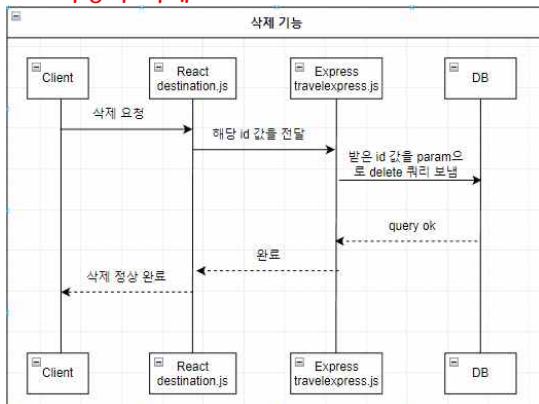 삭제 기능
Client
React
destination.js
Express
travelexpress.js
DB
삭제 요청
해당 id 값을 전달
받은 id 값을 param으
로 delete 쿼리 보냄
query ok
완료
삭제 정상 완료
Client
React
destination.js
Express
travelexpress.js
DB